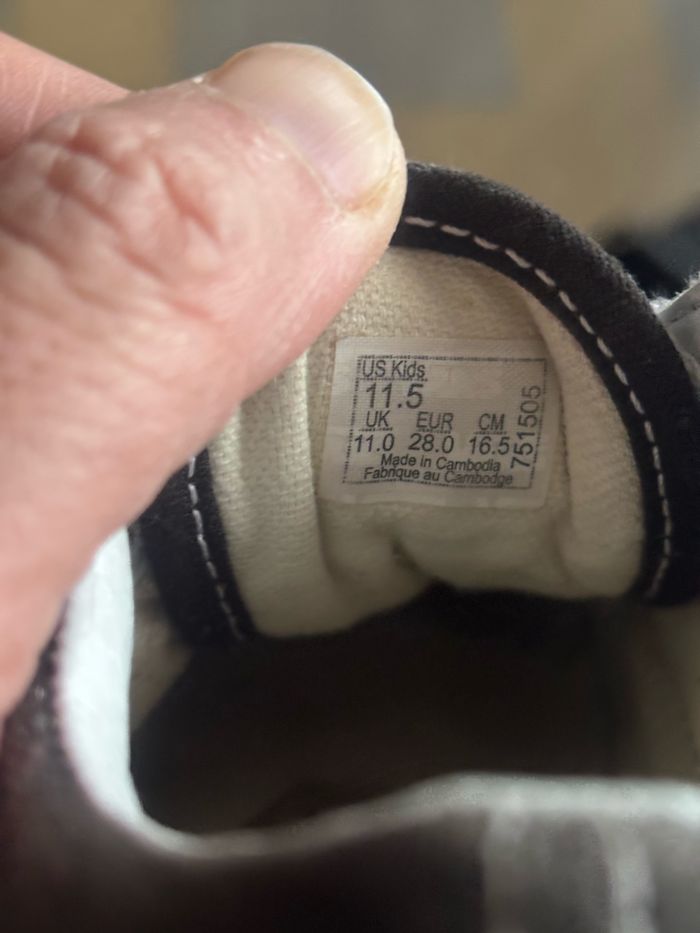 US Kids
11.5
UK EUR CM
11.0 28.0 16.5
Made in Cambodia
Fabrique au Cambodge
751505